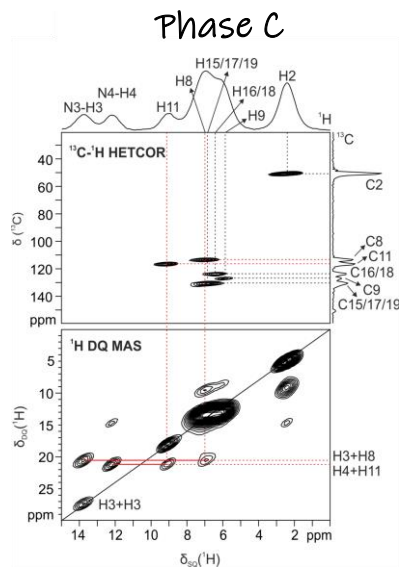 Phase C
H15/17/19
H8
N4-H4
N3-H3
H11
H16/18
H9
H2
¹H
¹³C
¹³C-¹H HETCOR
40
60
80
100
120
140
ppm
δ (¹³C)
C2
C8
C11
C16/18
C9
C15/17/19
¹H DQ MAS
5
10
15
20
25
ppm
δDQ(¹H)
H3+H8
H4+H11
H3+H3
14 12 10 8 6 4 2 ppm
δSQ(¹H)